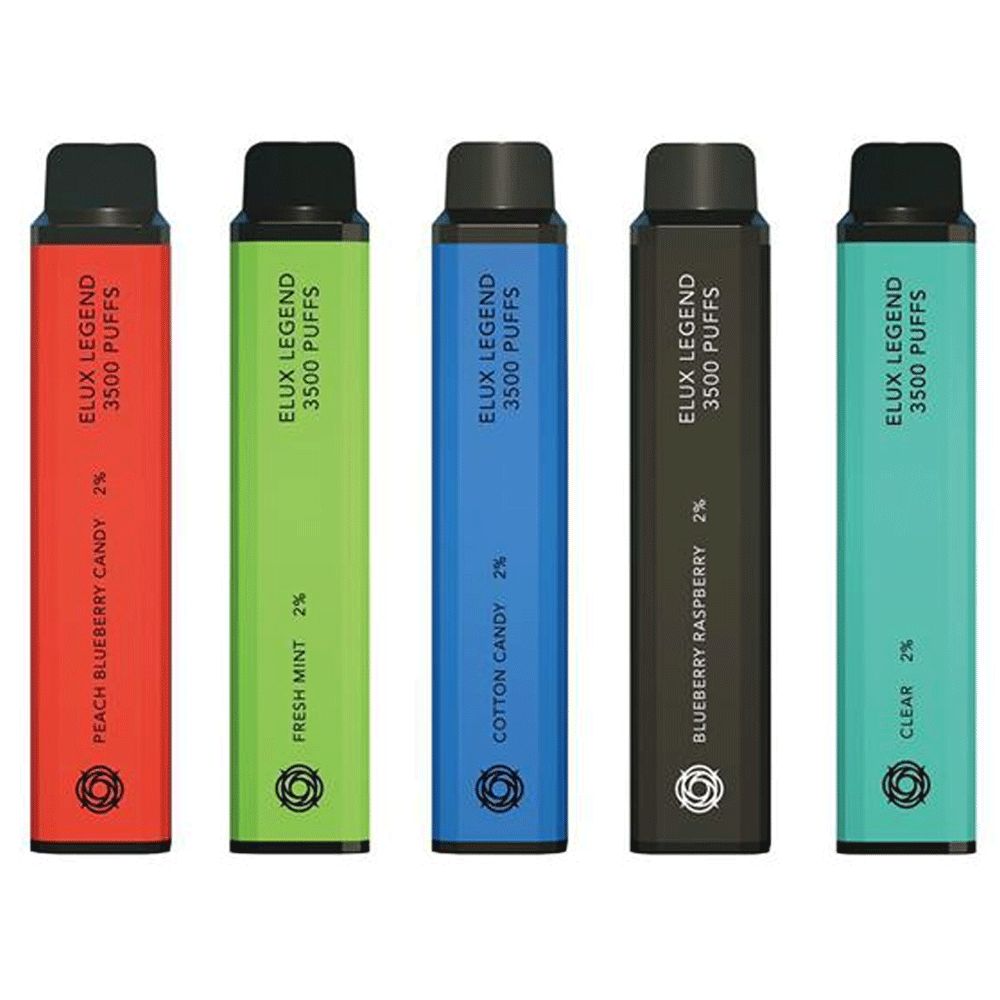 ELUX LEGEND
3500 PUFFS
PEACH BLUEBERRY CANDY 2%
ELUX LEGEND
3500 PUFFS
FRESH MINT 2%
ELUX LEGEND
3500 PUFFS
COTTON CANDY 2%
ELUX LEGEND
3500 PUFFS
BLUEBERRY RASPBERRY 2%
ELUX LEGEND
3500 PUFFS
CLEAR 2%